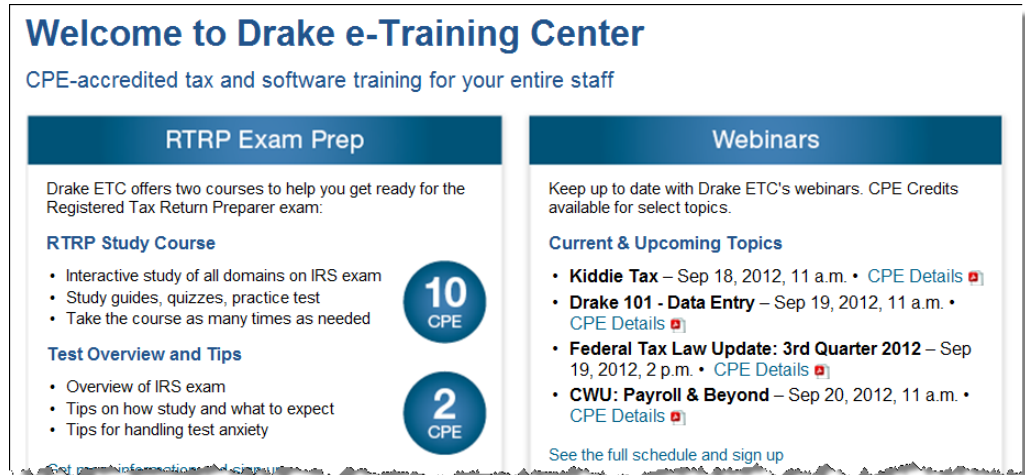 Welcome to Drake e-Training Center
CPE-accredited tax and software training for your entire staff
RTRP Exam Prep
Drake ETC offers two courses to help you get ready for the
Registered Tax Return Preparer exam:
RTRP Study Course
• Interactive study of all domains on IRS exam
• Study guides, quizzes, practice test
• Take the course as many times as needed
10
CPE
Test Overview and Tips
• Overview of IRS exam
• Tips on how study and what to expect
• Tips for handling test anxiety
2
CPE
Get more information and sign up
Webinars
Keep up to date with Drake ETC's webinars. CPE Credits
available for select topics.
Current & Upcoming Topics
• Kiddie Tax – Sep 18, 2012, 11 a.m. • CPE Details
• Drake 101 - Data Entry – Sep 19, 2012, 11 a.m. •
CPE Details
• Federal Tax Law Update: 3rd Quarter 2012 – Sep
19, 2012, 2 p.m. • CPE Details
• CWU: Payroll & Beyond – Sep 20, 2012, 11 a.m. •
CPE Details
See the full schedule and sign up